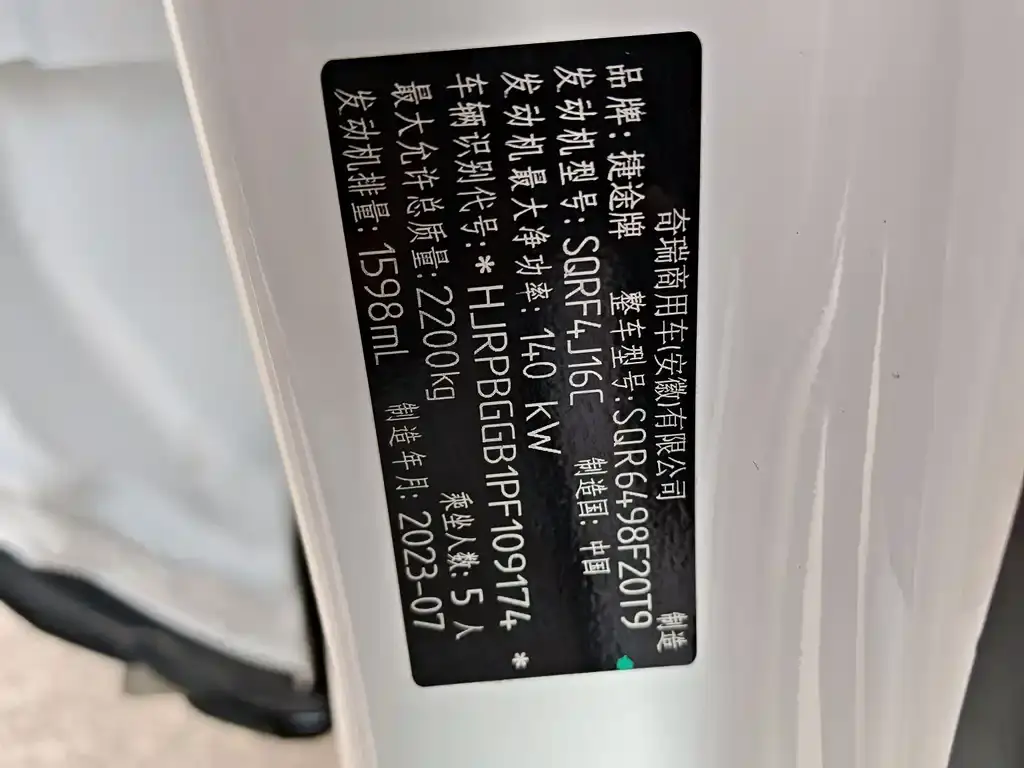 奇瑞商用车(安徽)有限公司 制造
品牌: 捷途牌 整车型号: SQR6498F20T9
发动机型号: SQRF4J16C 制造国: 中国
发动机最大净功率: 140 KW
车辆识别代号: *HJRPBGGB1PF109174*
最大允许总质量: 2200kg 乘坐人数: 5 人
发动机排量: 1598mL 制造年月: 2023-07